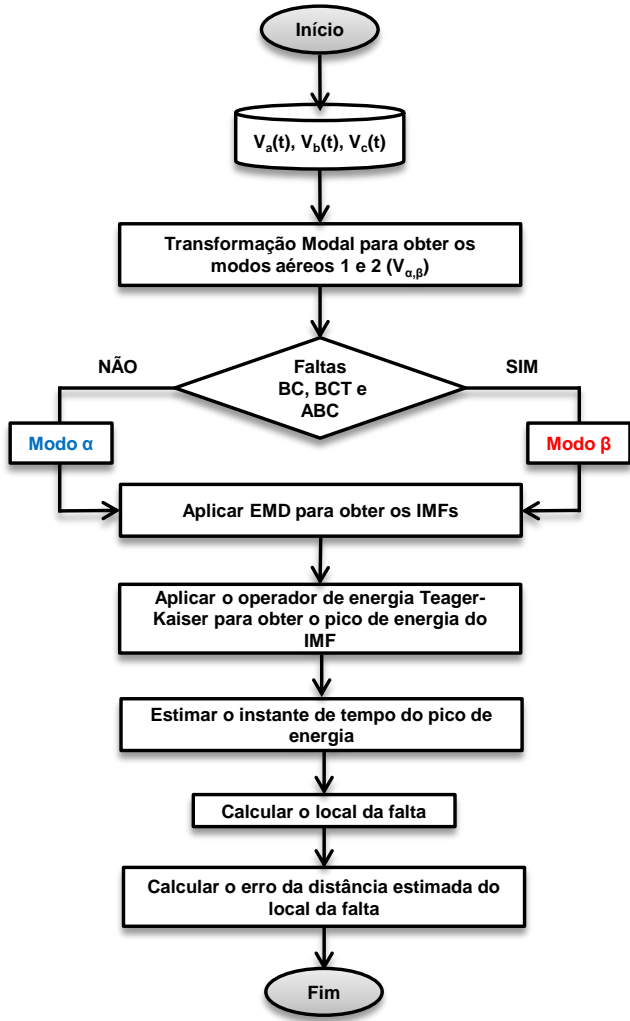 Início
Va(t), Vb(t), Vc(t)
Transformação Modal para obter os
modos aéreos 1 e 2 (Vα,β)
NÃO
Faltas
BC, BCT e
ABC
SIM
Modo α
Modo β
Aplicar EMD para obter os IMFs
Aplicar o operador de energia Teager-
Kaiser para obter o pico de energia do
IMF
Estimar o instante de tempo do pico de
energia
Calcular o local da falta
Calcular o erro da distância estimada do
local da falta
Fim